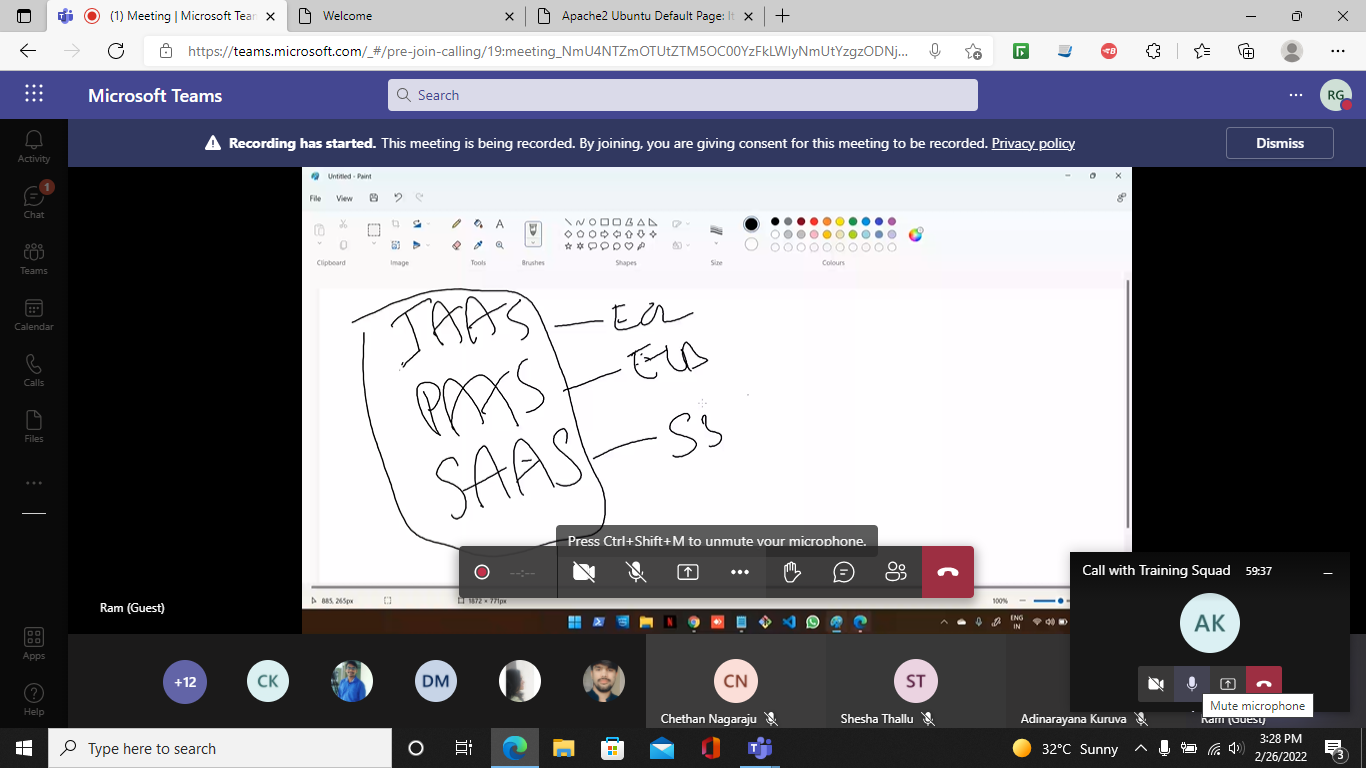 (1) Meeting | Microsoft Tear
Welcome
Apache2 Ubuntu Default Page: It
https://teams.microsoft.com/_#/pre-join-calling/19:meeting_NmU4NTZmOTUtZTM5OC00YzFkLWIyNmUtYzgzODNj...
Microsoft Teams
Search
RG
Recording has started. This meeting is being recorded. By joining, you are giving consent for this meeting to be recorded. Privacy policy
Dismiss
Activity
Chat
1
Teams
Calendar
Calls
Files
Apps
Help
Untitled - Paint
File View
Clipboard Image Tools Brushes Shapes Size Colours
IAAS
PAAS
SAAS S3
Press Ctrl+Shift+M to unmute your microphone.
--:--
885, 265px 1872 × 771px 100%
ENG
IN
Ram (Guest)
Call with Training Squad 59:37
AK
Mute microphone
+12 CK DM CN ST
Chethan Nagaraju Shesha Thallu Adinarayana Kuruva Ram (Guest)
Type here to search
32°C Sunny
3:28 PM
2/26/2022
3